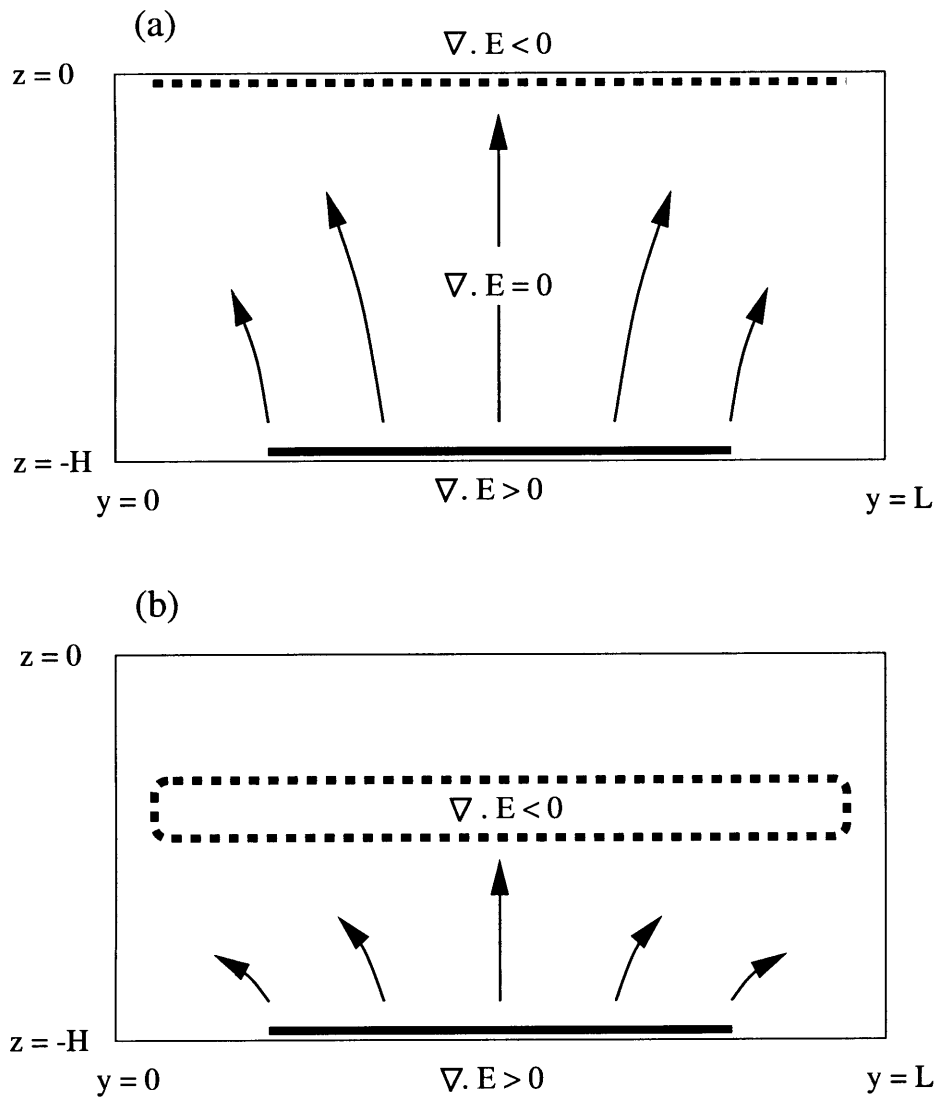 (a)
∇. E < 0
z = 0
∇. E = 0
z = -H
∇. E > 0
y = 0
y = L
(b)
z = 0
∇. E < 0
z = -H
y = 0
∇. E > 0
y = L